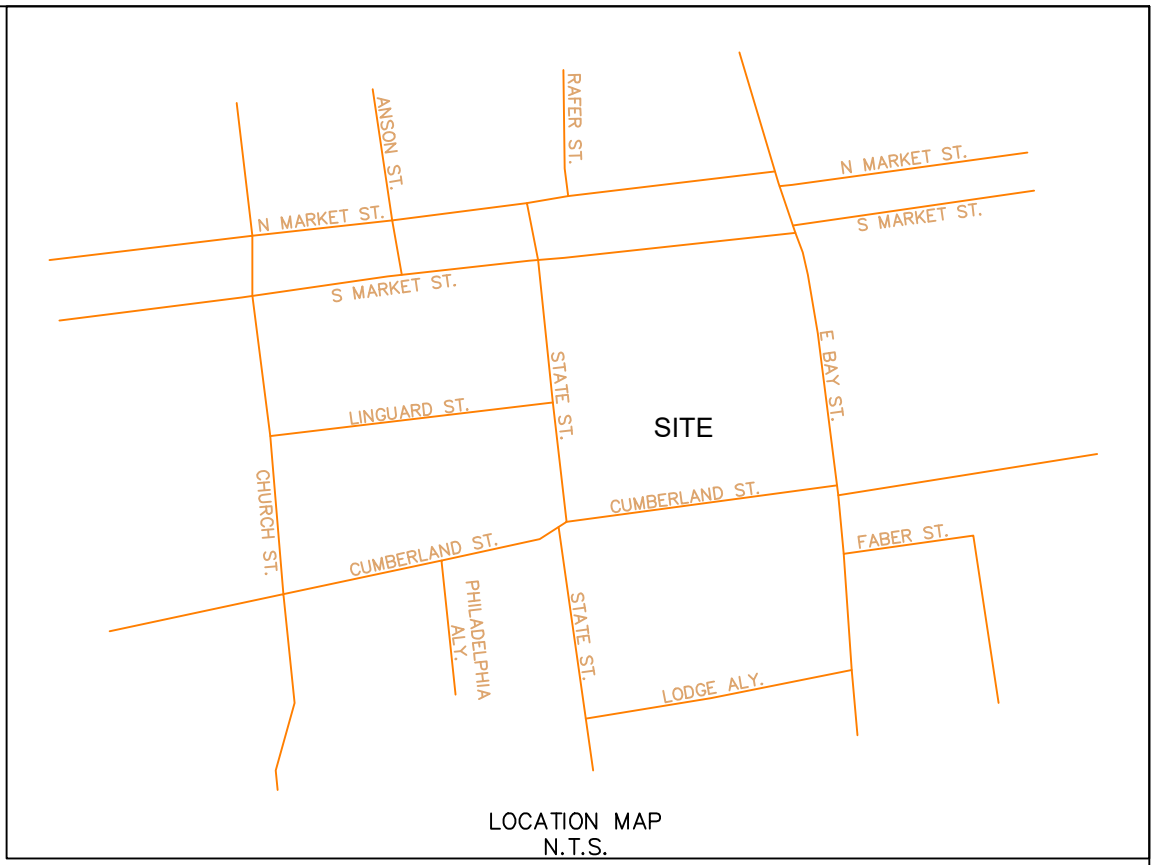 ANSON ST.
RAFER ST.
N MARKET ST.
N MARKET ST.
S MARKET ST.
S MARKET ST.
STATE ST.
E BAY ST.
LINGUARD ST.
SITE
CHURCH ST.
CUMBERLAND ST.
CUMBERLAND ST.
FABER ST.
PHILADELPHIA
ALY.
STATE ST.
LODGE ALY.
LOCATION MAP
N.T.S.